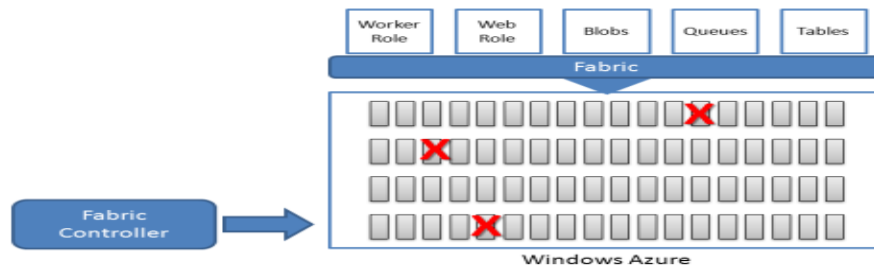 Worker
Role
Web
Role
Blobs
Queues
Tables
Fabric
Fabric
Controller
Windows Azure